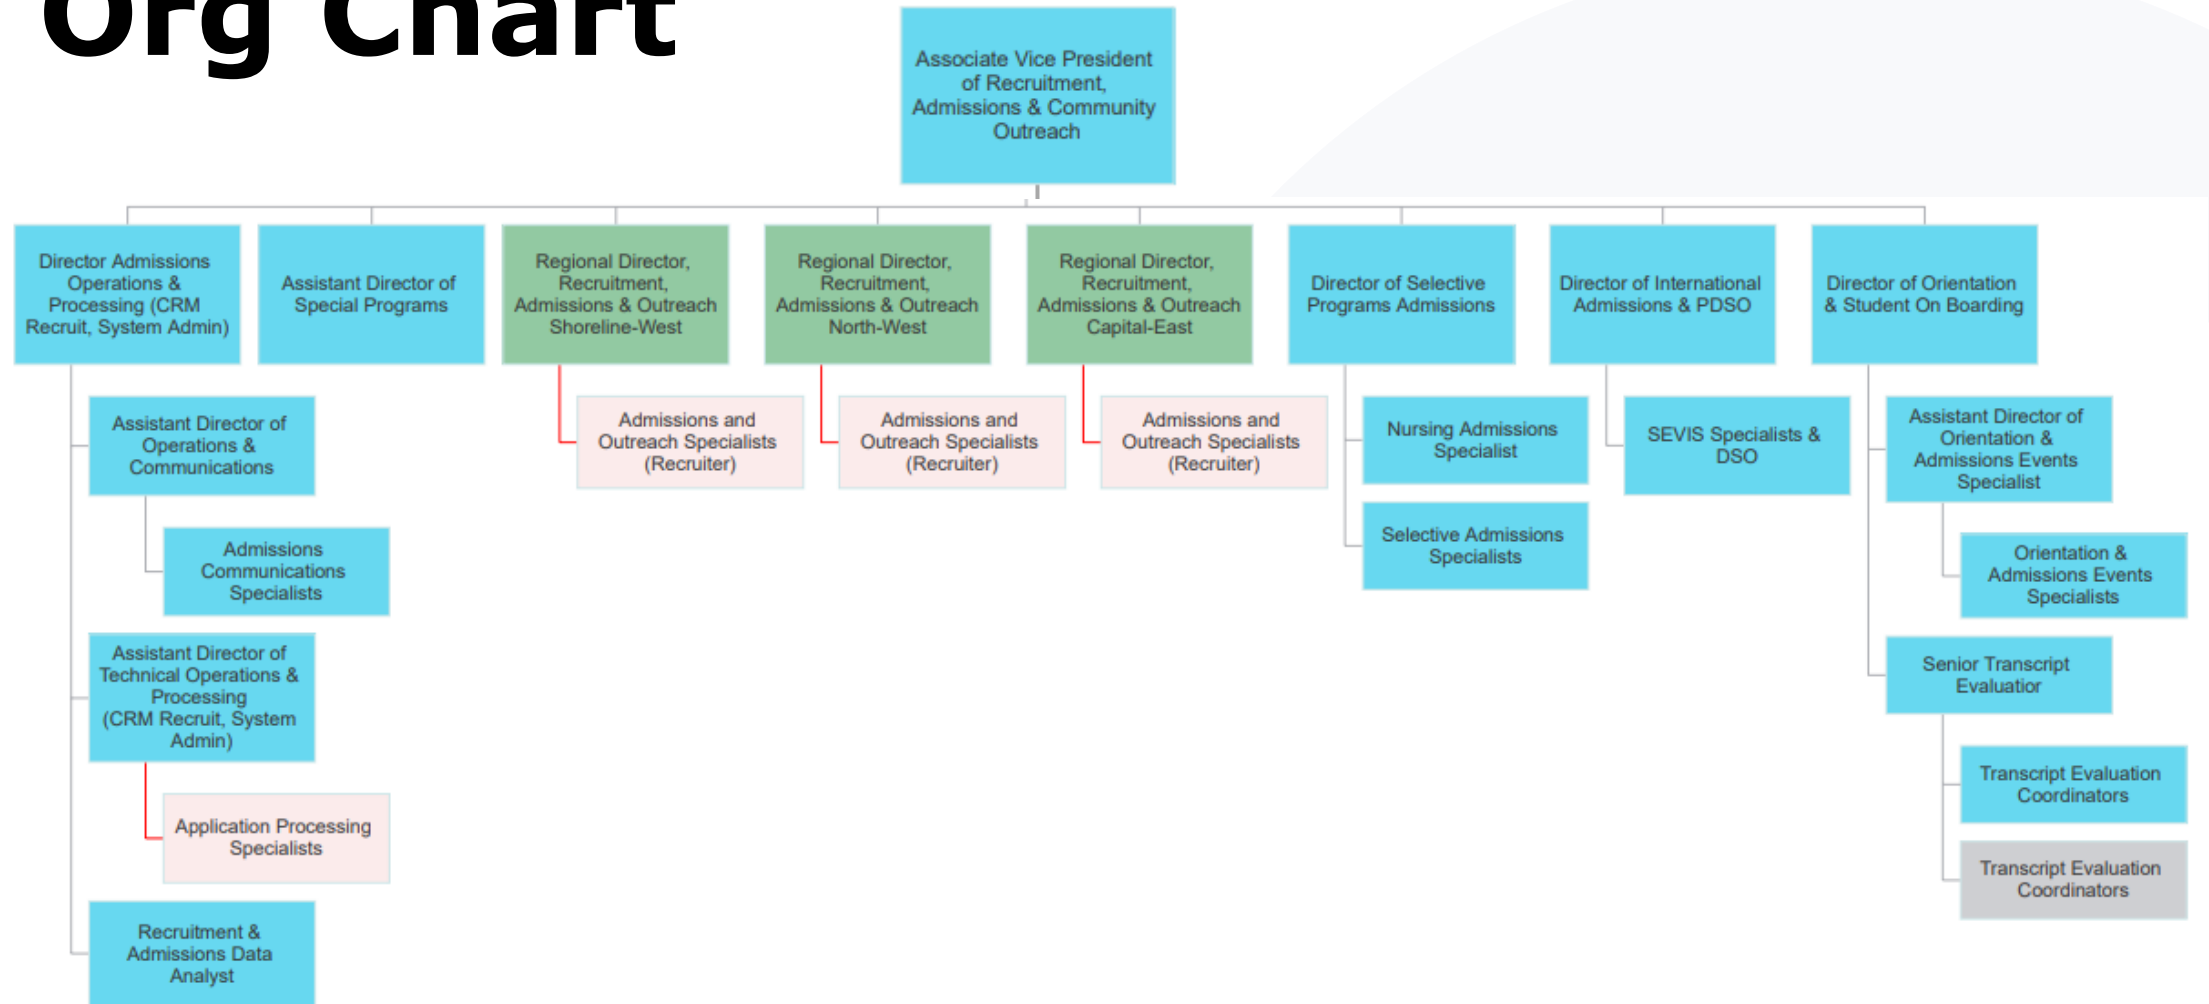 Org Chart
Associate Vice President
of Recruitment,
Admissions & Community
Outreach
Director Admissions
Operations &
Processing (CRM
Recruit, System Admin)
Assistant Director of
Special Programs
Regional Director,
Recruitment,
Admissions & Outreach
Shoreline-West
Regional Director,
Recruitment,
Admissions & Outreach
North-West
Regional Director,
Recruitment,
Admissions & Outreach
Capital-East
Director of Selective
Programs Admissions
Director of International
Admissions & PDSO
Director of Orientation
& Student On Boarding
Assistant Director of
Operations &
Communications
Admissions
Communications
Specialists
Assistant Director of
Technical Operations &
Processing
(CRM Recruit, System
Admin)
Application Processing
Specialists
Recruitment &
Admissions Data
Analyst
Admissions and
Outreach Specialists
(Recruiter)
Admissions and
Outreach Specialists
(Recruiter)
Admissions and
Outreach Specialists
(Recruiter)
Nursing Admissions
Specialist
Selective Admissions
Specialists
SEVIS Specialists &
DSO
Assistant Director of
Orientation &
Admissions Events
Specialist
Orientation &
Admissions Events
Specialists
Senior Transcript
Evaluatior
Transcript Evaluation
Coordinators
Transcript Evaluation
Coordinators